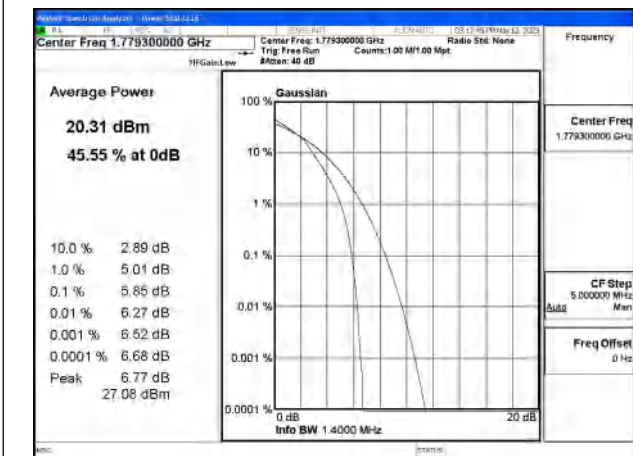 Center Freq 1.779300000 GHz
Center Freq: 1.779300000 GHz
Trig: Free Run
Counts:1.00 M/1.00 Mpt
#Atten: 40 dB
Radio Std: None
#IFGain:Low
Frequency
Average Power
20.31 dBm
45.55 % at 0dB
10.0 % 2.89 dB
1.0 % 5.01 dB
0.1 % 5.85 dB
0.01 % 6.27 dB
0.001 % 6.52 dB
0.0001 % 6.68 dB
Peak 6.77 dB
27.08 dBm
Gaussian
100 %
10 %
1 %
0.1 %
0.01 %
0.001 %
0.0001 %
0 dB
20 dB
Info BW 1.4000 MHz
Center Freq
1.779300000 GHz
CF Step
5.000000 MHz
Auto Man
Freq Offset
0 Hz
MSG
STATUS